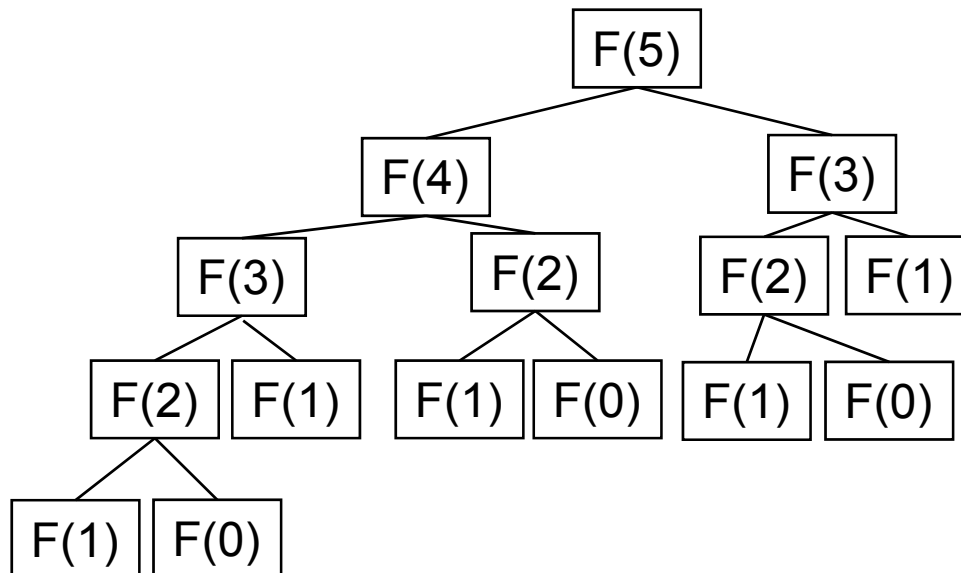 F(5)
F(4) F(3)
F(3) F(2) F(2) F(1)
F(2) F(1) F(1) F(0) F(1) F(0)
F(1) F(0)